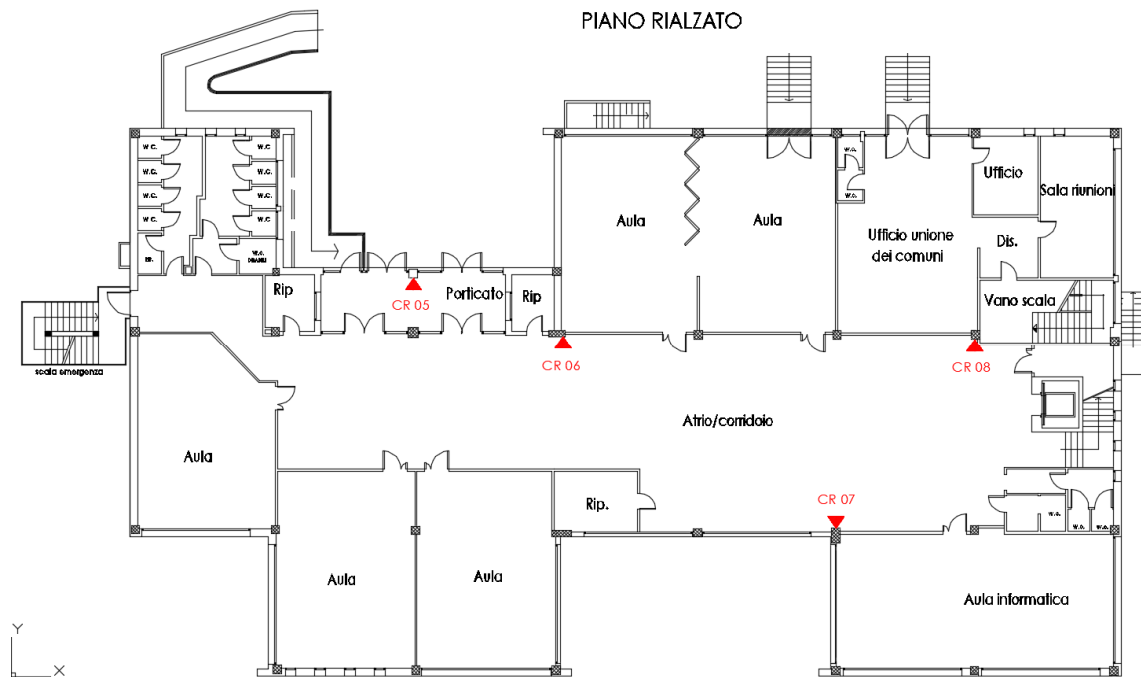 PIANO RIALZATO
W.C.
W.C
W.C.
W.C.
W.C.
W.C.
W.C.
W.C
W.C.
W.C.
Ufficio
Sala riunioni
Aula
Aula
W.C.
Ufficio unione
dei comuni
Dis.
Rip
Porticato
Rip
Vano scala
CR 05
scala emergenza
CR 06
CR 08
Atrio/corridoio
Aula
Rip.
CR 07
W.C.
W.C.
W.C.
Aula
Aula
Aula informatica
Y
X